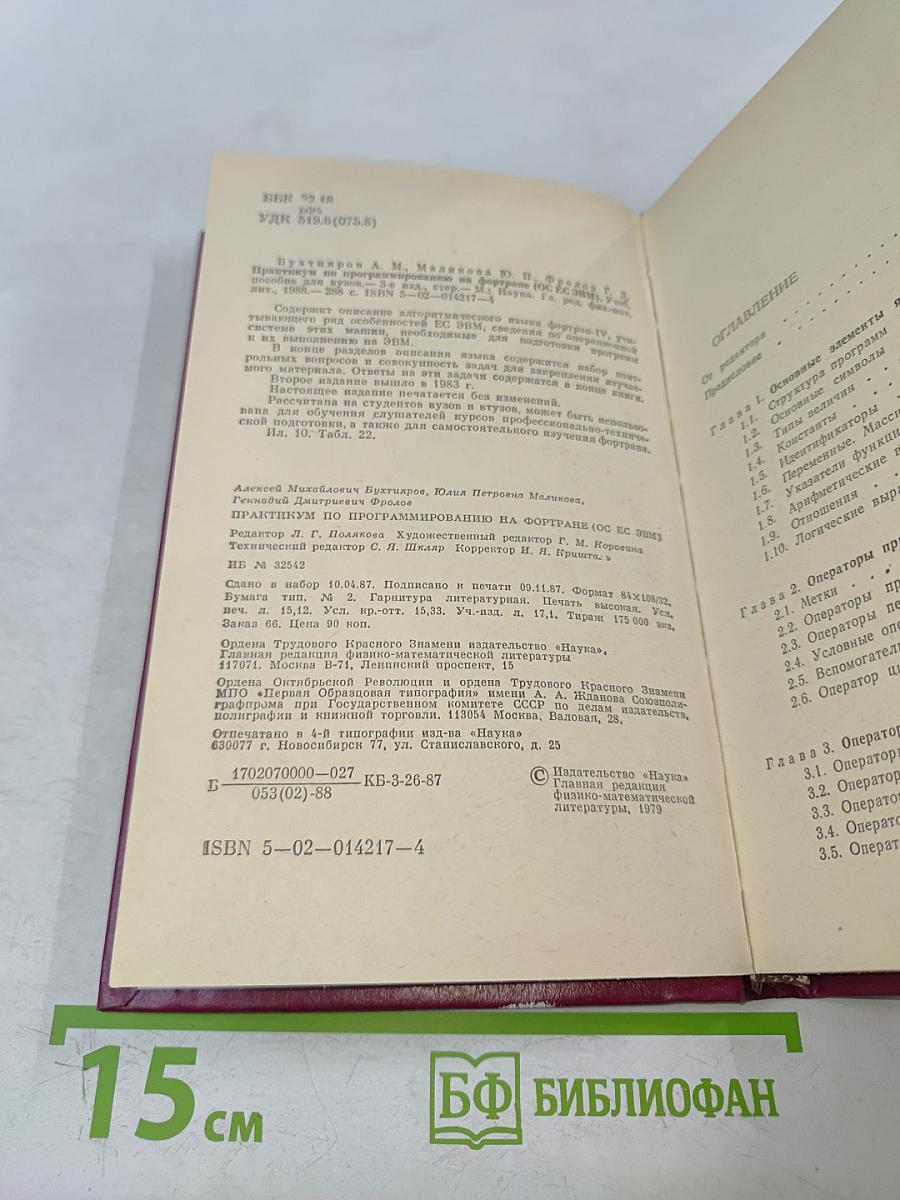 ББК 22.18
УДК 519.6(075.8)
Бухтияров А. М., Маликова Ю. П., Фролов Г. Д.
Практикум по программированию на фортране (ОС ЕС ЭВМ). Учеб.
пособие для вузов.— 3-е изд., стер.— М.: Наука. Гл. ред. физ-мат.
лит., 1988.— 288 с. ISBN 5—02—014217—4
Содержит описание алгоритмического языка фортран-IV, учи-
тывающего ряд особенностей ЕС ЭВМ, сведения по операционной
системе этих машин, необходимые для подготовки программ
к их выполнению на ЭВМ.
В конце разделов описания языка содержится набор конт-
рольных вопросов и совокупность задач для закрепления изучае-
мого материала. Ответы на эти задачи содержатся в конце книги.
Второе издание вышло в 1983 г.
Настоящее издание печатается без изменений.
Рассчитана на студентов вузов и втузов, может быть использо-
вана для обучения слушателей курсов профессионально-техниче-
ской подготовки, а также для самостоятельного изучения фортрана.
Ил. 10. Табл. 22.
Алексей Михайлович Бухтияров, Юлия Петровна Маликова,
Геннадий Дмитриевич Фролов
ПРАКТИКУМ ПО ПРОГРАММИРОВАНИЮ НА ФОРТРАНЕ (ОС ЕС ЭВМ)
Редактор Л. Г. Полякова Художественный редактор Г. М. Коровина
Технический редактор С. Я. Шкляр Корректор И. Я. Кришталь
ИБ № 32542
Сдано в набор 10.04.87. Подписано к печати 09.11.87. Формат 84×108/32.
Бумага тип. № 2. Гарнитура литературная. Печать высокая. Усл.
печ. л. 15,12. Усл. кр.-отт. 15,33. Уч.-изд. л. 17,1. Тираж 175 000 экз.
Заказ 66. Цена 90 коп.
Ордена Трудового Красного Знамени издательство «Наука».
Главная редакция физико-математической литературы
117071. Москва В-71, Ленинский проспект, 15
Ордена Октябрьской Революции и ордена Трудового Красного Знамени
МПО «Первая Образцовая типография» имени А. А. Жданова Союзполи-
графпрома при Государственном комитете СССР по делам издательств,
полиграфии и книжной торговли. 113054 Москва, Валовая, 28.
Отпечатано в 4-й типографии изд-ва «Наука»
630077 г. Новосибирск 77, ул. Станиславского, д. 25
Б 1702070000—027 КБ-3-26-87
053(02)-88
© Издательство «Наука»
Главная редакция
физико-математической
литературы, 1979
ISBN 5—02—014217—4
ОГЛАВЛЕНИЕ
От редактора . . .
Предисловие . . .
Глава 1. Основные элементы я
1.1. Структура программ
1.2. Основные символы
1.3. Типы величин . .
1.4. Константы . .
1.5. Идентификаторы
1.6. Переменные. Масси
1.7. Указатели функци
1.8. Арифметические в
1.9. Отношения . .
1.10. Логические выра
Глава 2. Операторы пр
2.1. Метки . . .
2.2. Операторы пр
2.3. Операторы пе
2.4. Условные опе
2.5. Вспомогатель
2.6. Оператор ци
Глава 3. Оператор
3.1. Операторы
3.2. Оператор
3.3. Оператор
3.4. Операто
3.5. Операт
15 см
БФ БИБЛИОФАН